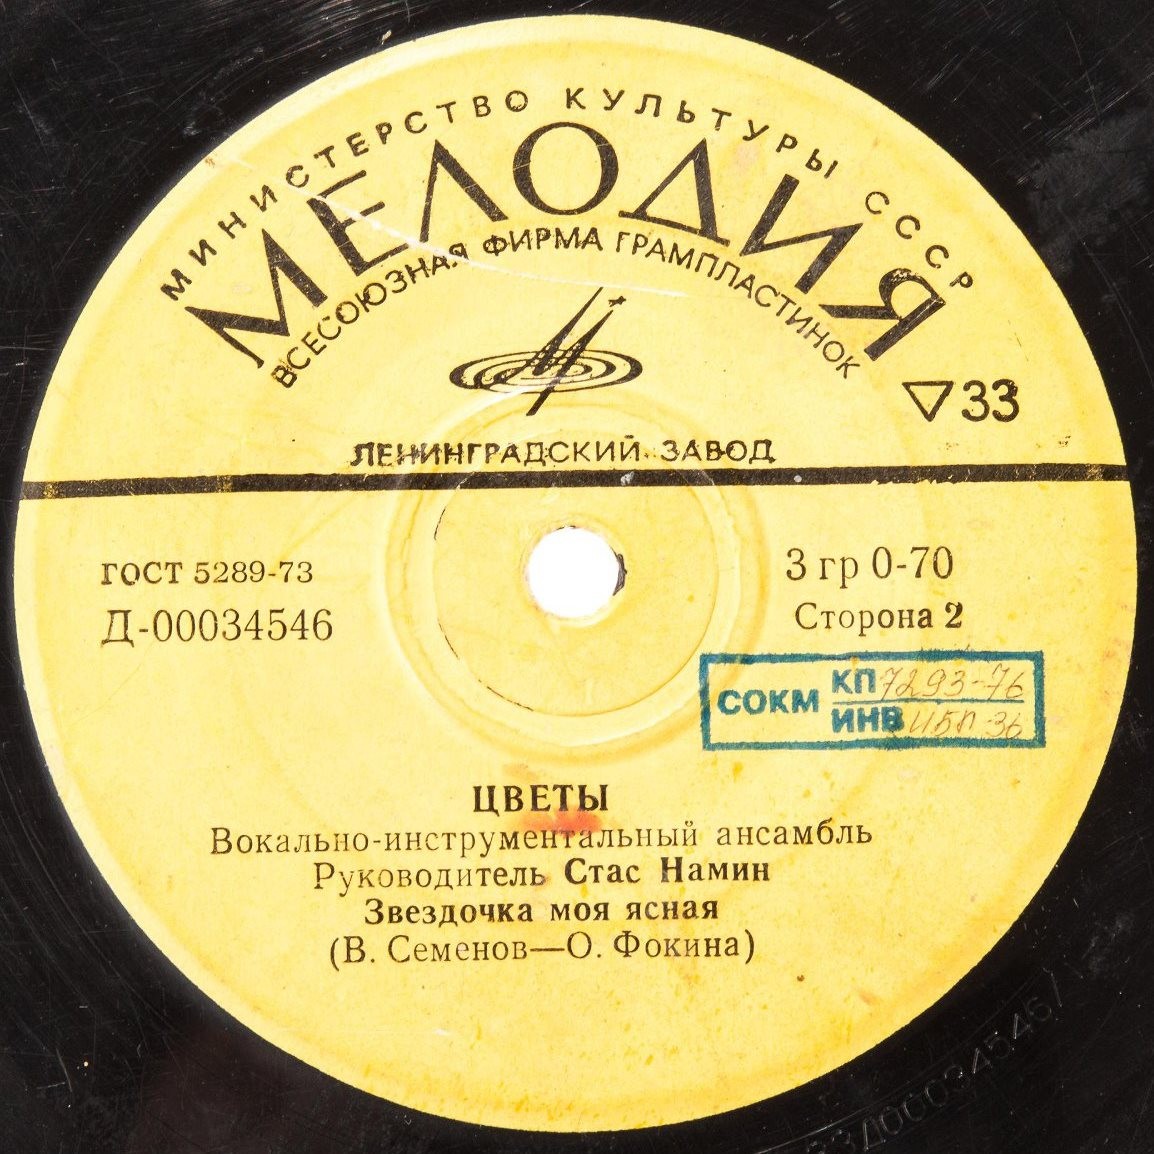 МИНИСТЕРСТВО КУЛЬТУРЫ СССР
МЕЛОДИЯ
ВСЕСОЮЗНАЯ ФИРМА ГРАМПЛАСТИНОК
▽33
ЛЕНИНГРАДСКИЙ ЗАВОД
ГОСТ 5289-73
3 гр 0-70
Д-00034546
Сторона 2
СОКМ
КП 7293-76
ИНВ
ЦВЕТЫ
Вокально-инструментальный ансамбль
Руководитель Стас Намин
Звездочка моя ясная
(В. Семенов—О. Фокина)